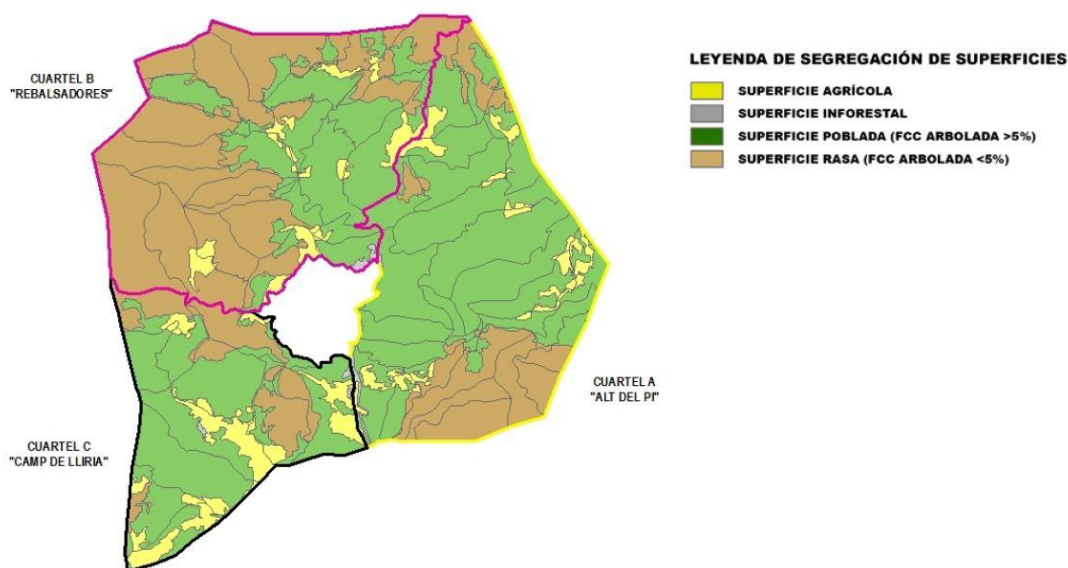 CUARTEL B
"REBALSADORES"
LEYENDA DE SEGREGACIÓN DE SUPERFICIES
SUPERFICIE AGRÍCOLA
SUPERFICIE INFORESTAL
SUPERFICIE POBLADA (FCC ARBOLADA >5%)
SUPERFICIE RASA (FCC ARBOLADA <5%)
CUARTEL A
"ALT DEL PI"
CUARTEL C
"CAMP DE LLIRIA"